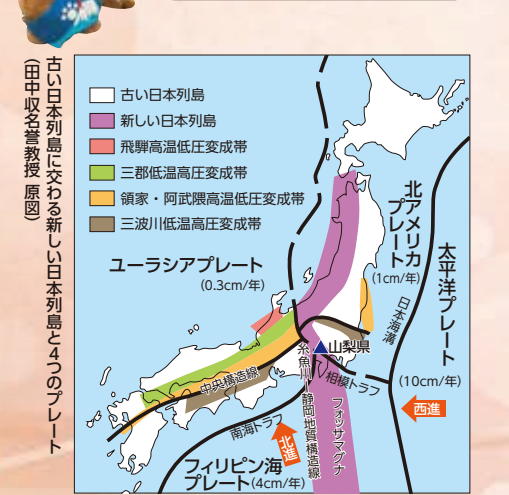 古い日本列島に交わる新しい日本列島と４つのプレート
（田中収名誉教授 原図）
古い日本列島
新しい日本列島
飛騨高温低圧変成帯
三郡低温高圧変成帯
領家・阿武隈高温低圧変成帯
三波川低温高圧変成帯
ユーラシアプレート
(0.3cm/年)
北アメリカ
プレート
(1cm/年)
太平洋プレート
(10cm/年)
日本海溝
西進
山梨県
相模トラフ
糸魚川-静岡地質構造線
フォッサマグナ
中央構造線
南海トラフ
北進
フィリピン海
プレート(4cm/年)